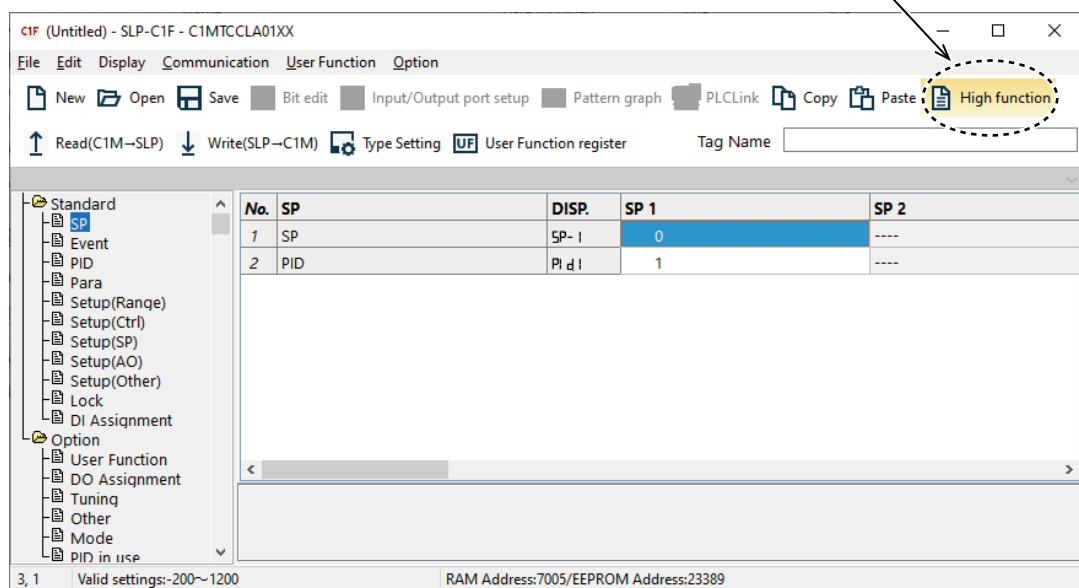 C1F (Untitled) - SLP-C1F - C1MTCCLA01XX
File Edit Display Communication User Function Option
New Open Save Bit edit Input/Output port setup Pattern graph PLCLink Copy Paste High function
Read(C1M→SLP) Write(SLP→C1M) Type Setting UF User Function register Tag Name
Standard
SP
Event
PID
Para
Setup(Range)
Setup(Ctrl)
Setup(SP)
Setup(AO)
Setup(Other)
Lock
DI Assignment
Option
User Function
DO Assignment
Tuning
Other
Mode
PID in use
No. SP DISP. SP 1 SP 2
1 SP SP-1 0 ----
2 PID PId1 1 ----
3, 1 Valid settings:-200～1200 RAM Address:7005/EEPROM Address:23389